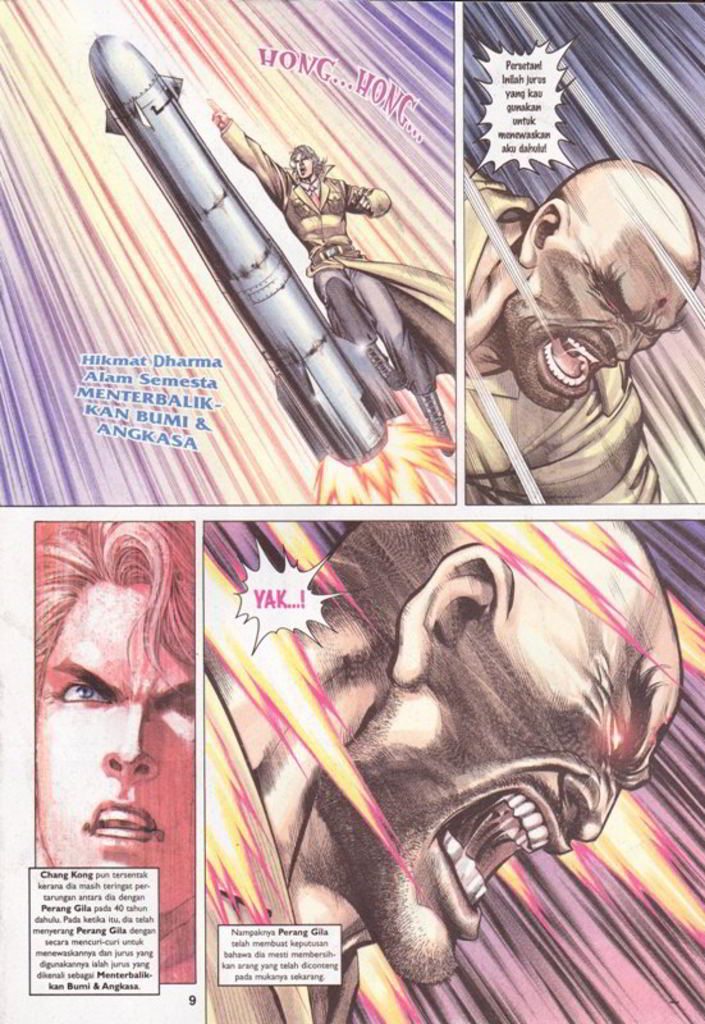 HONG...HONG...
Hikmat Dharma
Alam Semesta
MENTERBALIK-
KAN BUMI &
ANGKASA
Persetan!
Inilah jurus
yang kau
gunakan
untuk
menewaskan
aku dahulu!
Chang Kong pun tersentak
kerana dia masih teringat per-
tarungan antara dia dengan
Perang Gila pada 40 tahun
dahulu. Pada ketika itu, dia telah
menyerang Perang Gila dengan
secara mencuri-curi untuk
menewaskannya dan jurus yang
digunakannya ialah jurus yang
dikenali sebagai Menterbalik-
kan Bumi & Angkasa.
YAK...!
Nampaknya Perang Gila
telah membuat keputusan
bahawa dia mesti membersih-
kan arang yang telah diconteng
pada mukanya sekarang.
9